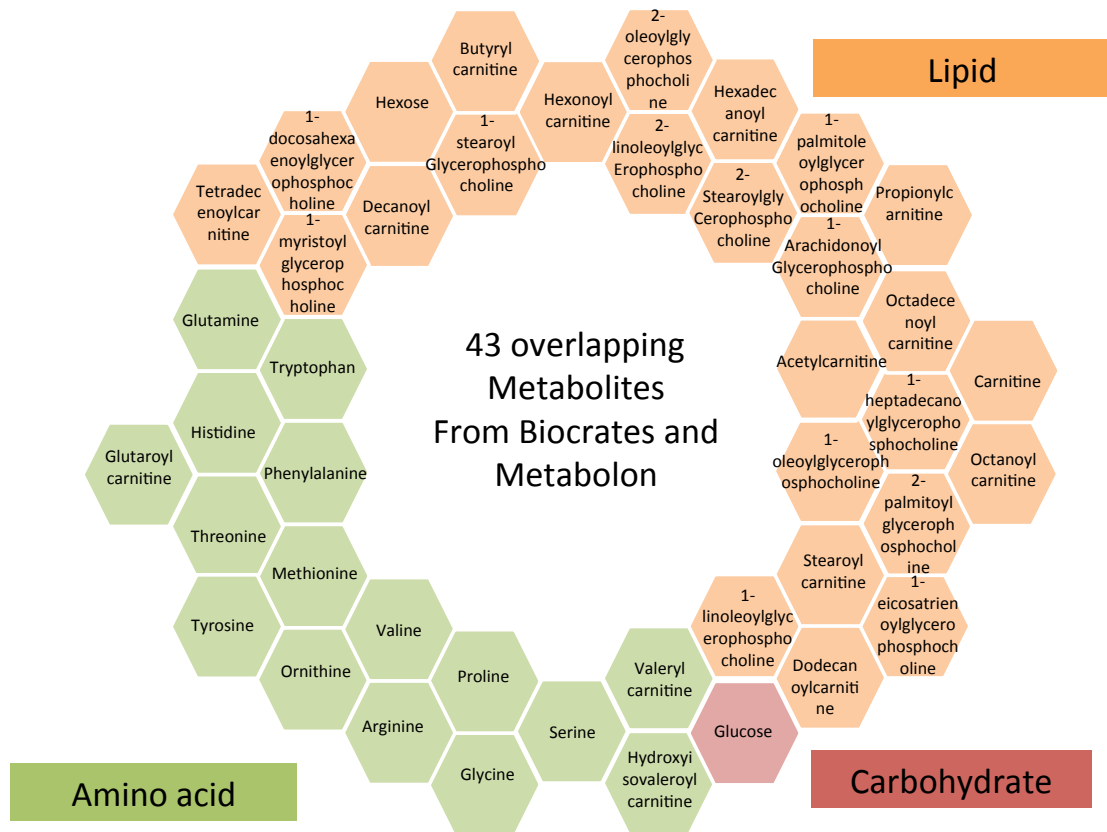 2-
oleoylgly
cerophos
phocholi
ne
Butyryl
carnitine
Lipid
Hexose
Hexonoyl
carnitine
Hexadec
anoyl
carnitine
1-
docosahexa
enoylglycer
ophosphoc
holine
1-
stearoyl
Glycerophospho
choline
2-
linoleoylglyc
Erophospho
choline
1-
palmitole
oylglycer
ophosph
ocholine
Tetradec
enoylcar
nitine
Decanoyl
carnitine
2-
Stearoylgly
Cerophospho
choline
Propionylc
arnitine
1-
myristoyl
glycerop
hosphoc
holine
1-
Arachidonoyl
Glycerophospho
choline
Glutamine
Octadece
noyl
carnitine
Tryptophan
43 overlapping
Metabolites
From Biocrates and
Metabolon
Acetylcarnitine
Carnitine
Histidine
1-
heptadecano
ylglyceropho
sphocholine
Glutaroyl
carnitine
Phenylalanine
1-
oleoylglyceroph
osphocholine
Octanoyl
carnitine
Threonine
2-
palmitoyl
glyceroph
osphochol
ine
Methionine
Stearoyl
carnitine
Tyrosine
Valine
1-
linoleoylglyc
erophospho
choline
1-
eicosatrien
oylglycero
phosphoch
oline
Ornithine
Proline
Valeryl
carnitine
Dodecan
oylcarniti
ne
Arginine
Serine
Glucose
Glycine
Hydroxyi
sovaleroyl
carnitine
Amino acid
Carbohydrate